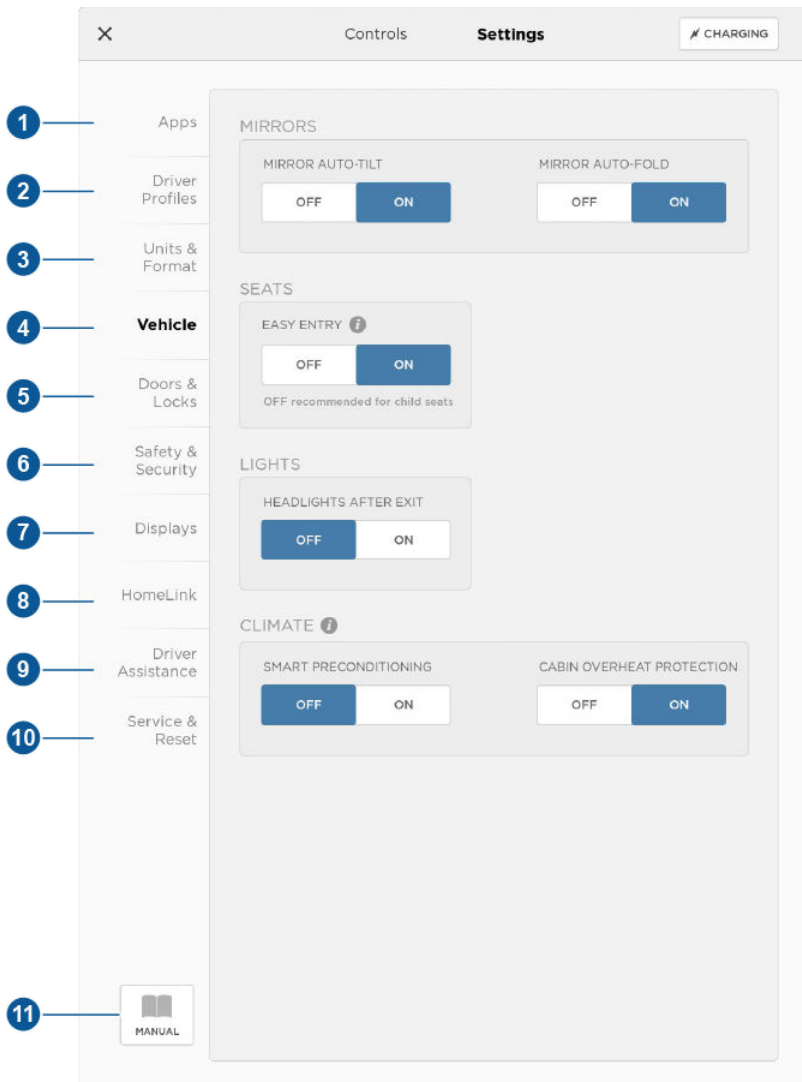 Controls
Settings
CHARGING
1
Apps
2
Driver
Profiles
3
Units &
Format
4
Vehicle
5
Doors &
Locks
6
Safety &
Security
7
Displays
8
HomeLink
9
Driver
Assistance
10
Service &
Reset
11
MANUAL
MIRRORS
MIRROR AUTO-TILT
OFF ON
MIRROR AUTO-FOLD
OFF ON
SEATS
EASY ENTRY i
OFF ON
OFF recommended for child seats
LIGHTS
HEADLIGHTS AFTER EXIT
OFF ON
CLIMATE i
SMART PRECONDITIONING
OFF ON
CABIN OVERHEAT PROTECTION
OFF ON